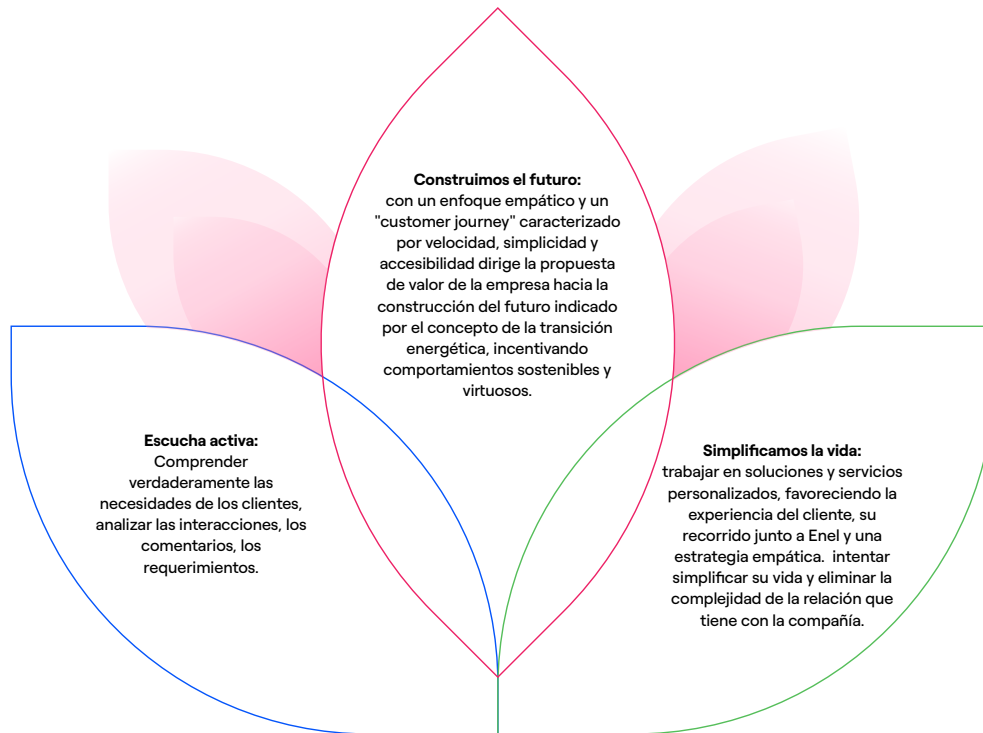 Construimos el futuro:
con un enfoque empático y un
"customer journey" caracterizado
por velocidad, simplicidad y
accesibilidad dirige la propuesta
de valor de la empresa hacia la
construcción del futuro indicado
por el concepto de la transición
energética, incentivando
comportamientos sostenibles y
virtuosos.
Escucha activa:
Comprender
verdaderamente las
necesidades de los clientes,
analizar las interacciones, los
comentarios, los
requerimientos.
Simplificamos la vida:
trabajar en soluciones y servicios
personalizados, favoreciendo la
experiencia del cliente, su
recorrido junto a Enel y una
estrategia empática.  intentar
simplificar su vida y eliminar la
complejidad de la relación que
tiene con la compañía.